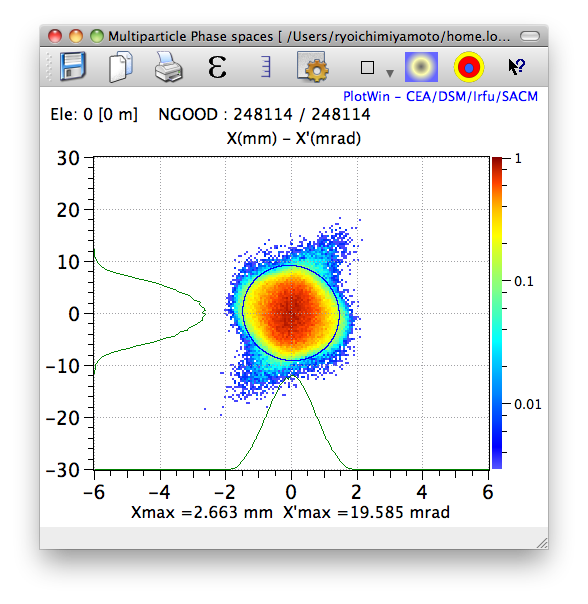 Multiparticle Phase spaces [ /Users/ryoichimiyamoto/home.lo...
ε
?
PlotWin - CEA/DSM/Irfu/SACM
Ele: 0 [0 m] NGOOD : 248114 / 248114
X(mm) - X'(mrad)
30
20
10
0
-10
-20
-30
1
0.1
0.01
-6 -4 -2 0 2 4 6
Xmax =2.663 mm X'max =19.585 mrad